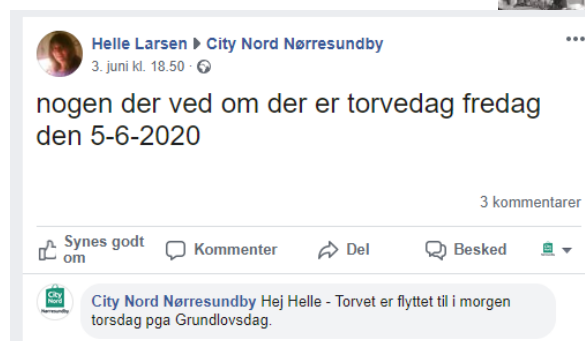 Helle Larsen ▶ City Nord Nørresundby
3. juni kl. 18.50 ·
nogen der ved om der er torvedag fredag
den 5-6-2020
3 kommentarer
Synes godt
om
Kommenter
Del
Besked
City
Nord
Nørresundby
City Nord Nørresundby Hej Helle - Torvet er flyttet til i morgen
torsdag pga Grundlovsdag.